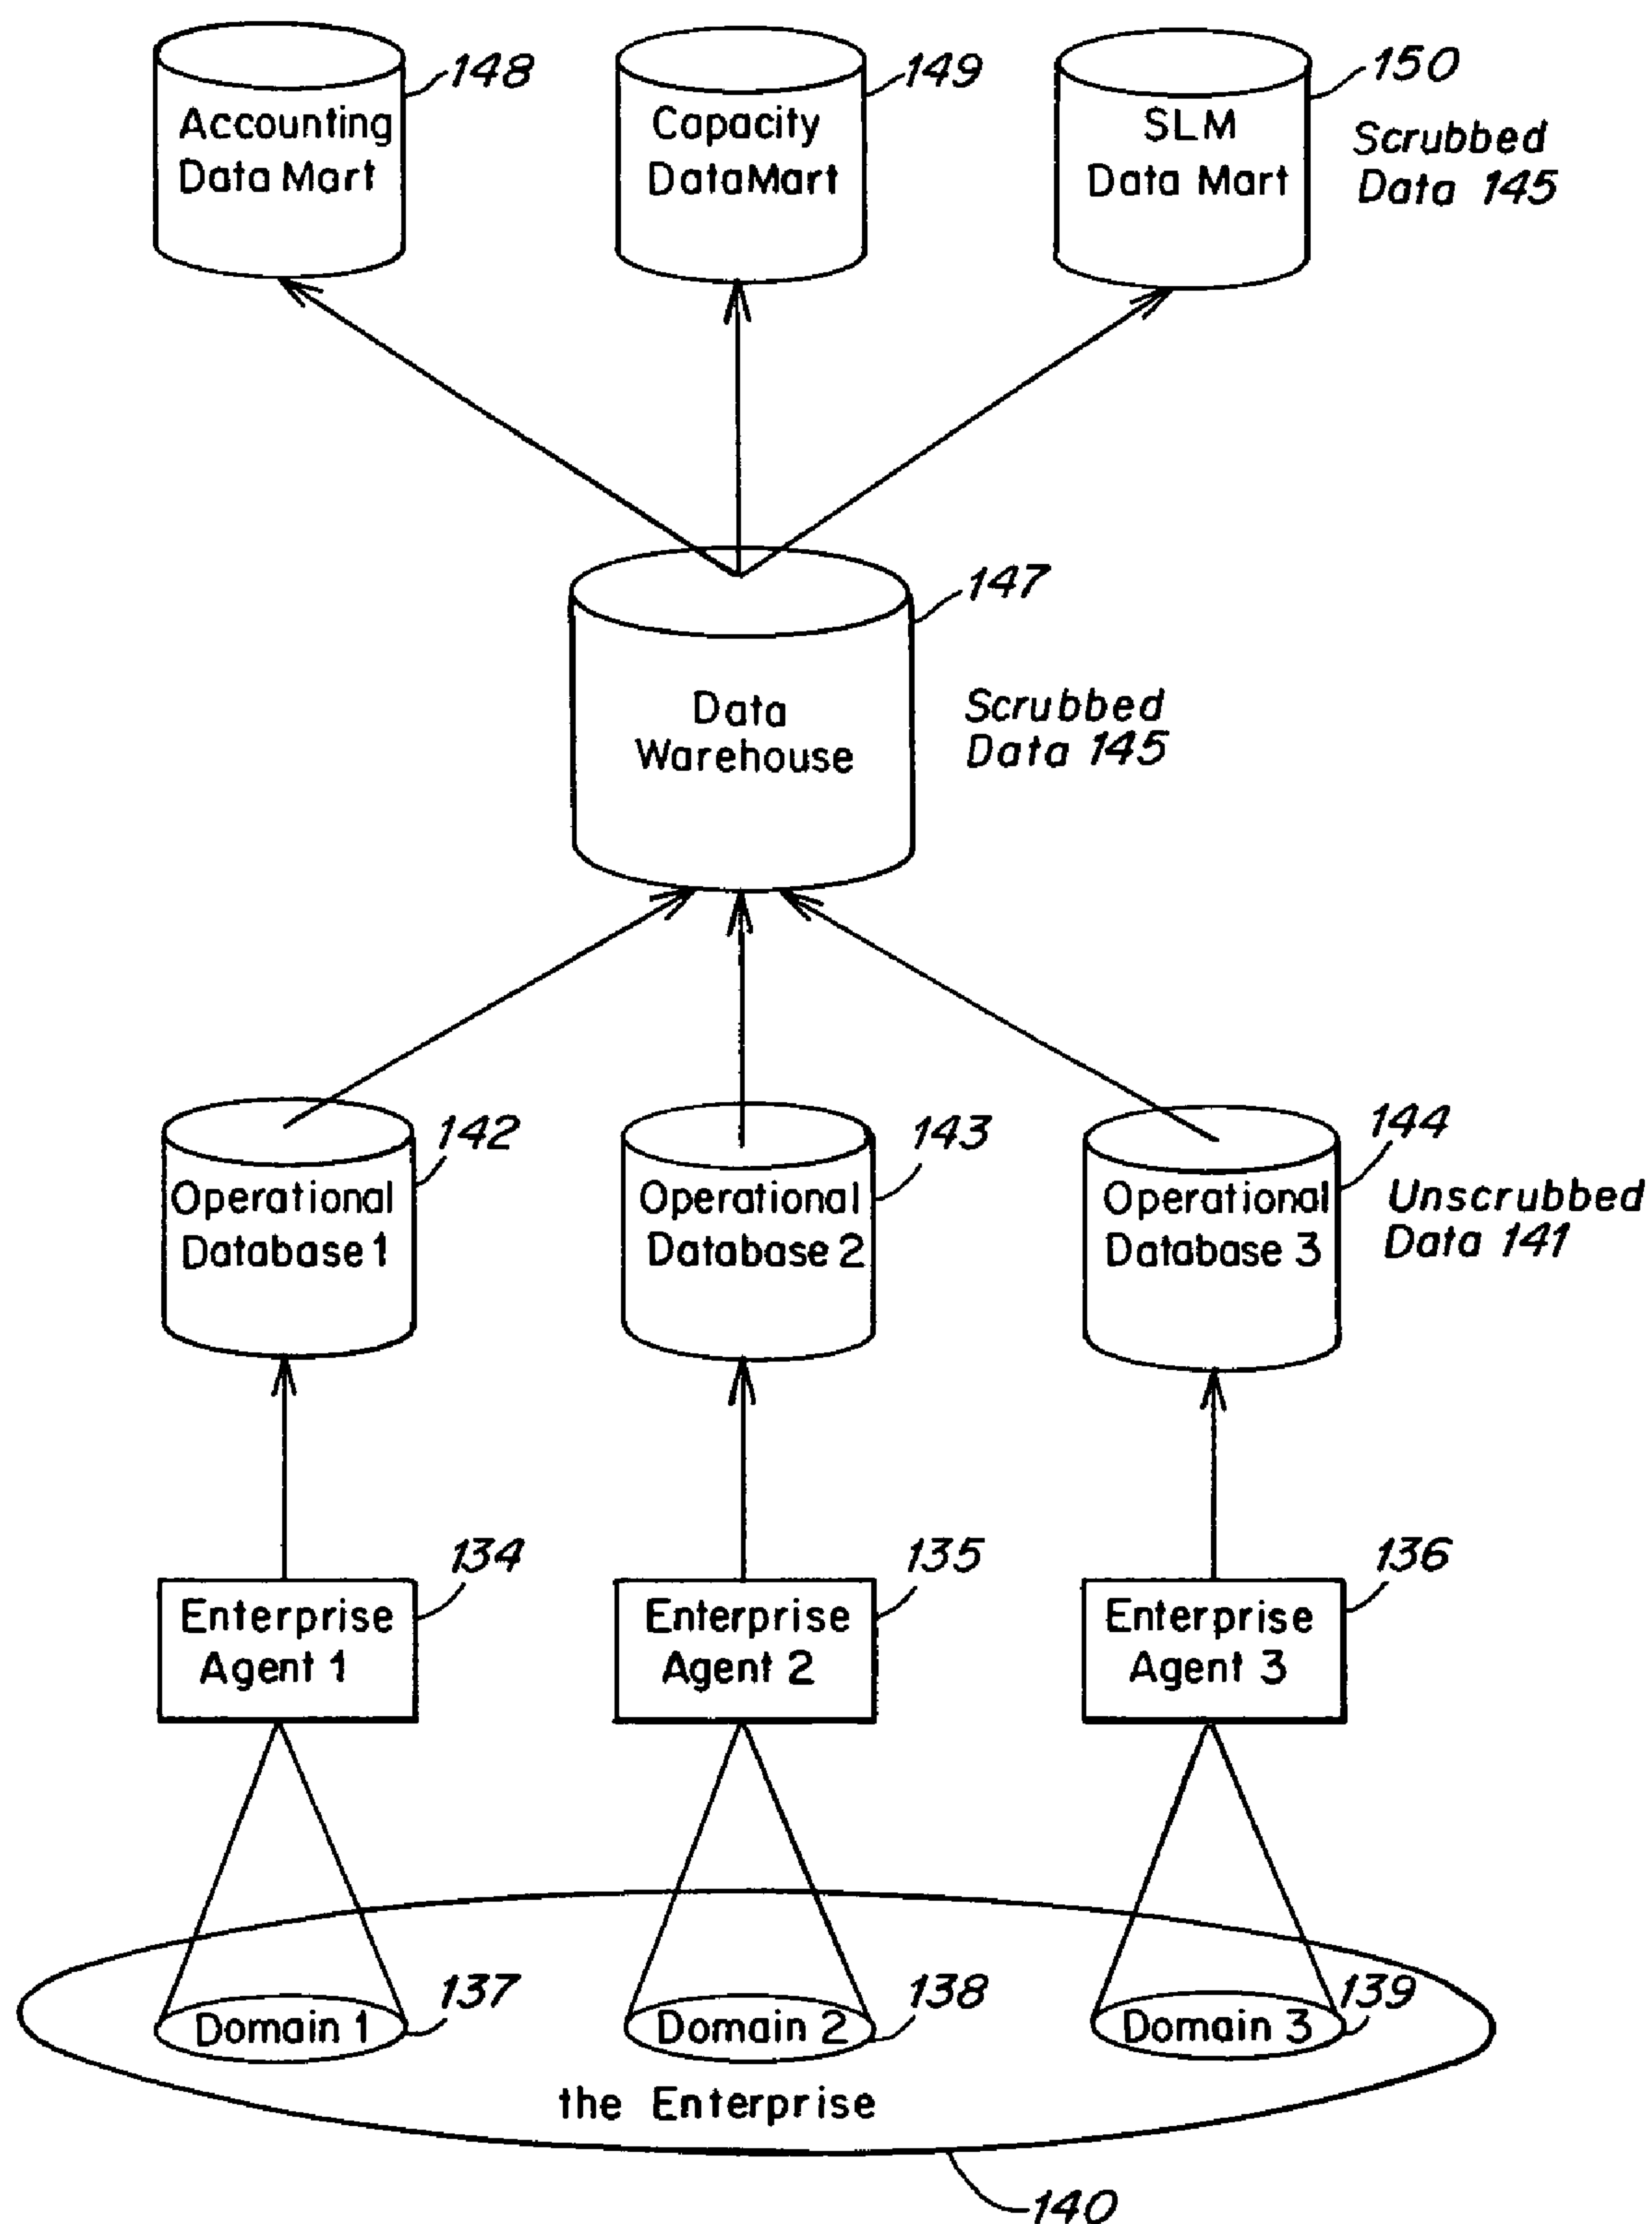 148
149
150
Accounting
Data Mart
Capacity
DataMart
SLM
Data Mart
Scrubbed
Data 145
147
Data
Warehouse
Scrubbed
Data 145
142
143
144
Operational
Database 1
Operational
Database 2
Operational
Database 3
Unscrubbed
Data 141
134
135
136
Enterprise
Agent 1
Enterprise
Agent 2
Enterprise
Agent 3
137
138
139
Domain 1
Domain 2
Domain 3
the Enterprise
140